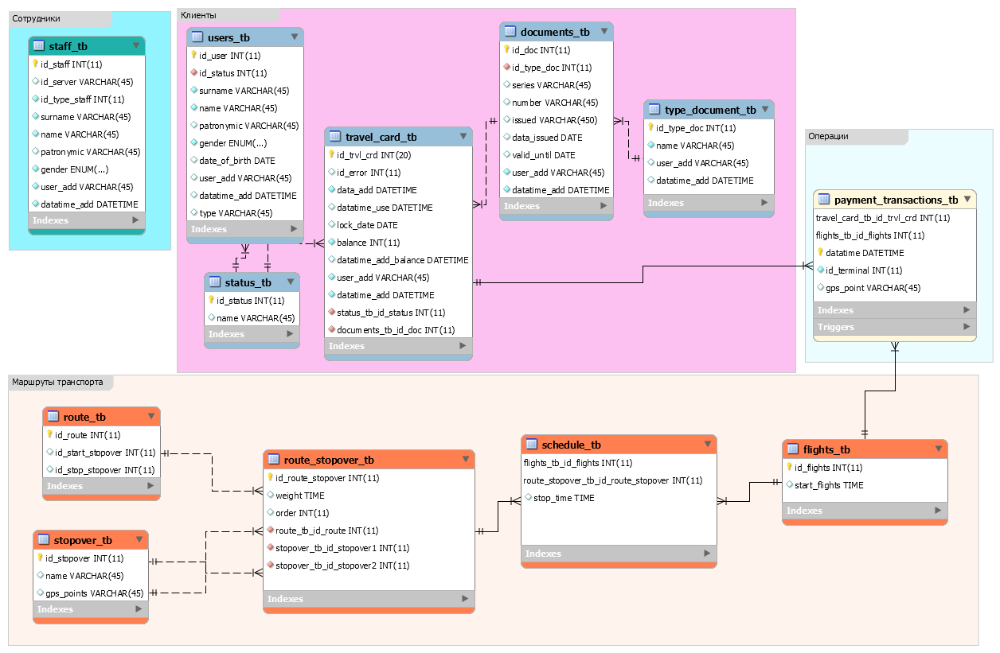 Сотрудники
staff_tb
id_staff INT(11)
id_server VARCHAR(45)
id_type_staff INT(11)
surname VARCHAR(45)
name VARCHAR(45)
patronymic VARCHAR(45)
gender ENUM(...)
user_add VARCHAR(45)
datatime_add DATETIME
Indexes
Клиенты
users_tb
id_user INT(11)
id_status INT(11)
surname VARCHAR(45)
name VARCHAR(45)
patronymic VARCHAR(45)
gender ENUM(...)
date_of_birth DATE
user_add VARCHAR(45)
datatime_add DATETIME
type VARCHAR(45)
Indexes
status_tb
id_status INT(11)
name VARCHAR(45)
Indexes
travel_card_tb
id_trvl_crd INT(20)
id_error INT(11)
data_add DATETIME
datatime_use DATETIME
lock_date DATE
balance INT(11)
datatime_add_balance DATETIME
user_add VARCHAR(45)
datatime_add DATETIME
status_tb_id_status INT(11)
documents_tb_id_doc INT(11)
Indexes
documents_tb
id_doc INT(11)
id_type_doc INT(11)
series VARCHAR(45)
number VARCHAR(45)
issued VARCHAR(450)
data_issued DATE
valid_until DATE
user_add VARCHAR(45)
datatime_add DATETIME
Indexes
type_document_tb
id_type_doc INT(11)
name VARCHAR(45)
user_add VARCHAR(45)
datatime_add DATETIME
Indexes
Операции
payment_transactions_tb
travel_card_tb_id_trvl_crd INT(11)
flights_tb_id_flights INT(11)
datatime DATETIME
id_terminal INT(11)
gps_point VARCHAR(45)
Indexes
Triggers
Маршруты транспорта
route_tb
id_route INT(11)
id_start_stopover INT(11)
id_stop_stopover INT(11)
Indexes
stopover_tb
id_stopover INT(11)
name VARCHAR(45)
gps_points VARCHAR(45)
Indexes
route_stopover_tb
id_route_stopover INT(11)
weight TIME
order INT(11)
route_tb_id_route INT(11)
stopover_tb_id_stopover1 INT(11)
stopover_tb_id_stopover2 INT(11)
Indexes
schedule_tb
flights_tb_id_flights INT(11)
route_stopover_tb_id_route_stopover INT(11)
stop_time TIME
Indexes
flights_tb
id_flights INT(11)
start_flights TIME
Indexes